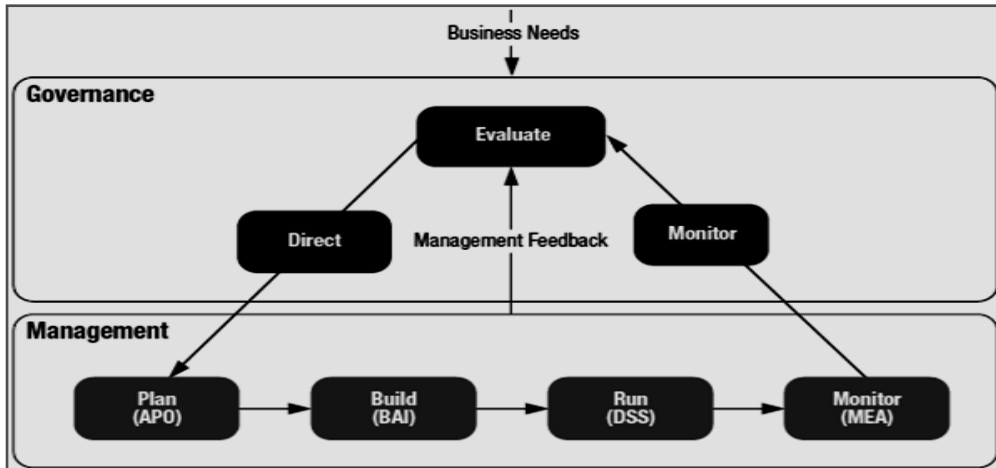 Business Needs
Governance
Evaluate
Direct
Management Feedback
Monitor
Management
Plan
(APO)
Build
(BAI)
Run
(DSS)
Monitor
(MEA)